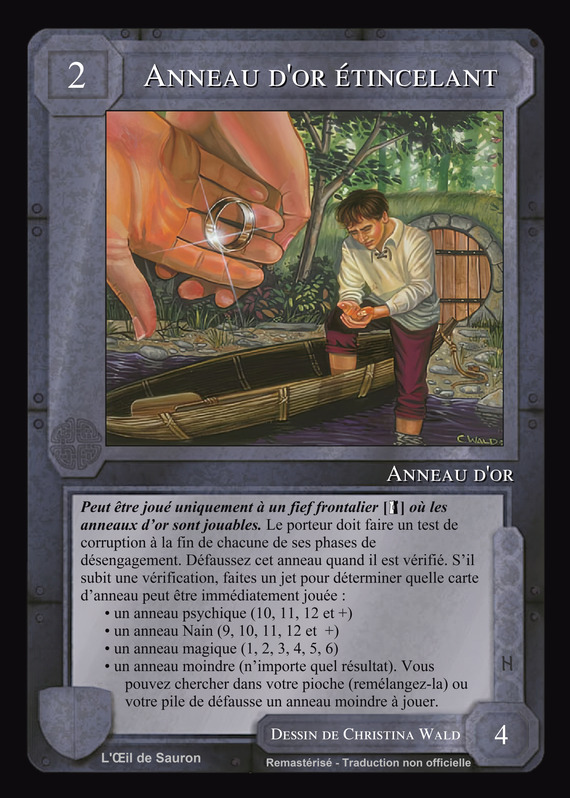 2
Anneau d'or étincelant
C WALD
Anneau d'or
Peut être joué uniquement à un fief frontalier [] où les
anneaux d'or sont jouables. Le porteur doit faire un test de
corruption à la fin de chacune de ses phases de
désengagement. Défaussez cet anneau quand il est vérifié. S'il
subit une vérification, faites un jet pour déterminer quelle carte
d'anneau peut être immédiatement jouée :
• un anneau psychique (10, 11, 12 et +)
• un anneau Nain (9, 10, 11, 12 et +)
• un anneau magique (1, 2, 3, 4, 5, 6)
• un anneau moindre (n'importe quel résultat). Vous
pouvez chercher dans votre pioche (remélangez-la) ou
votre pile de défausse un anneau moindre à jouer.
Dessin de Christina Wald
4
L'Œil de Sauron
Remastérisé - Traduction non officielle